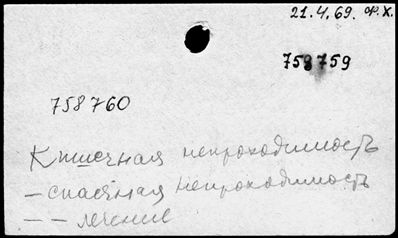 21.4.69. Ф.Х.
758759
758760
Кишечная непроходимость
– спаечная непроходимость
– – лечение